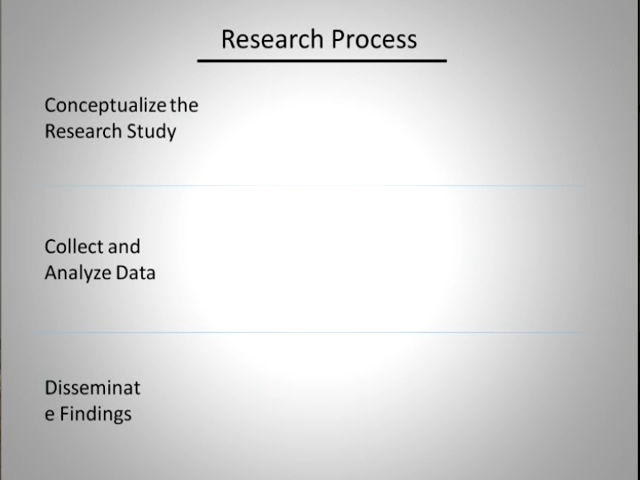 Research Process
Conceptualize the
Research Study
Collect and
Analyze Data
Disseminat
e Findings